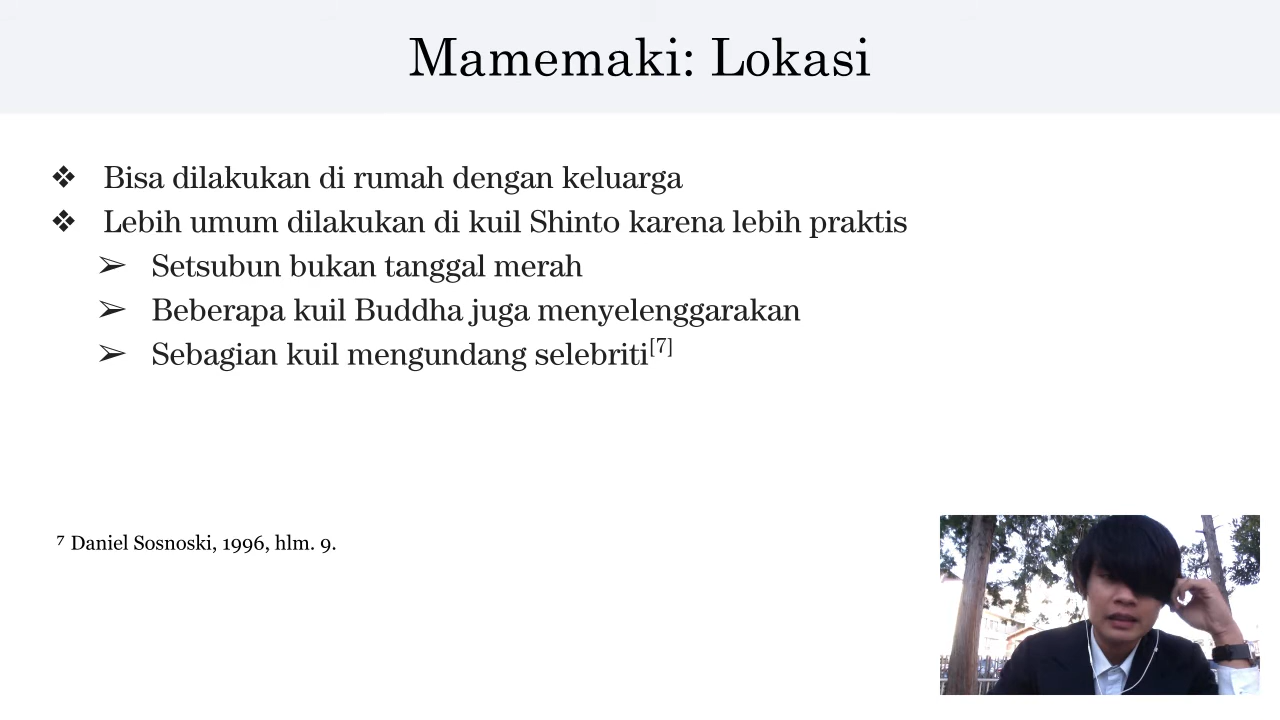 Mamemaki: Lokasi
❖ Bisa dilakukan di rumah dengan keluarga
❖ Lebih umum dilakukan di kuil Shinto karena lebih praktis
➢ Setsubun bukan tanggal merah
➢ Beberapa kuil Buddha juga menyelenggarakan
➢ Sebagian kuil mengundang selebriti[7]
⁷ Daniel Sosnoski, 1996, hlm. 9.